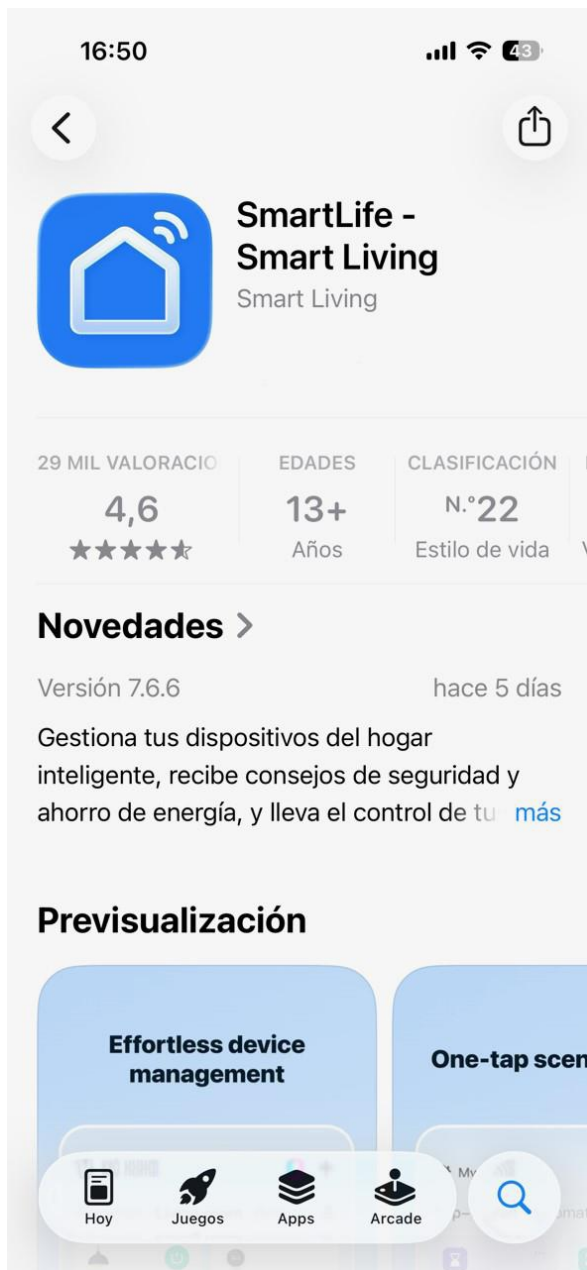 16:50
43
SmartLife -
Smart Living
Smart Living
29 MIL VALORACIO
EDADES
CLASIFICACIÓN
4,6
13+
N.º22
Años
Estilo de vida
Novedades
Versión 7.6.6
hace 5 días
Gestiona tus dispositivos del hogar
inteligente, recibe consejos de seguridad y
ahorro de energía, y lleva el control de tu más
Previsualización
Effortless device
management
One-tap scen
My
Hoy
Juegos
Apps
Arcade